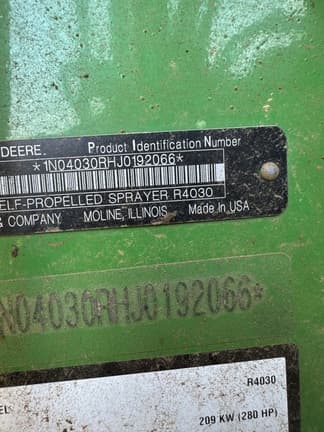 DEERE. Product Identification Number
*1N04030RHJ0192066*
ELF-PROPELLED SPRAYER R4030
& COMPANY MOLINE, ILLINOIS Made In USA
N04030RHJ0192066*
R4030
EL:
209 KW (280 HP)